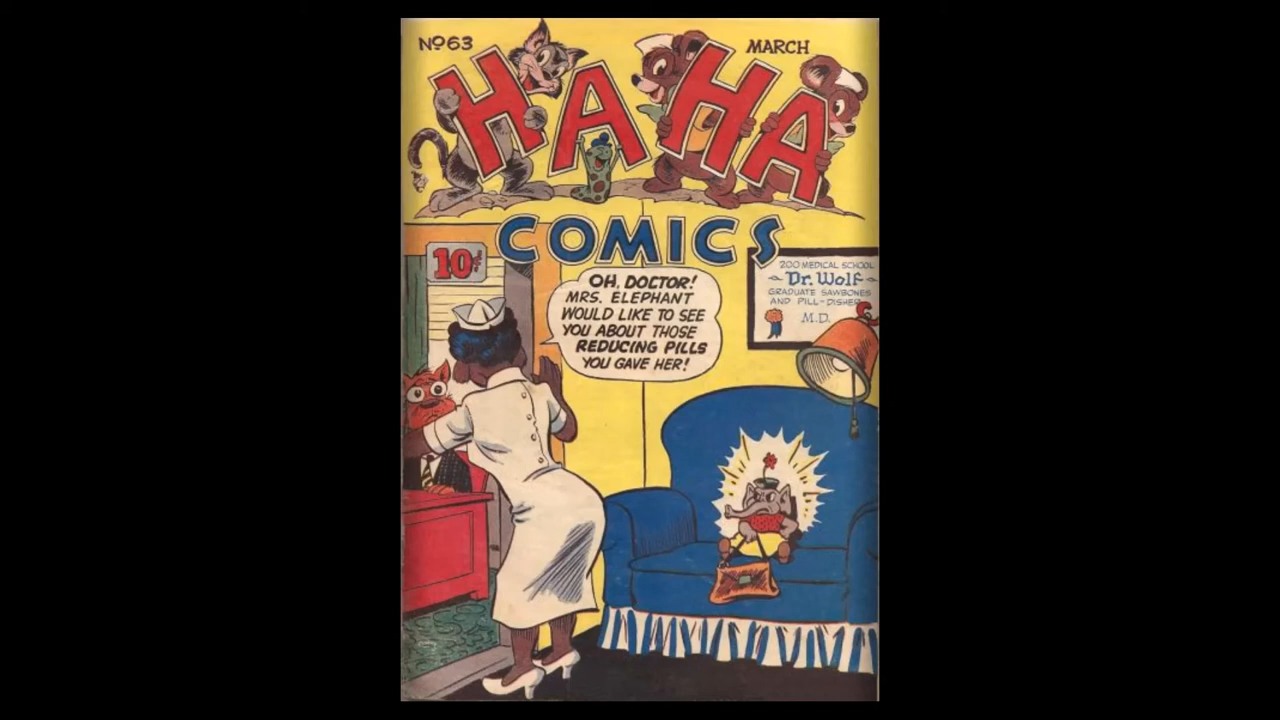 No63
MARCH
HA HA
COMICS
10¢
OH, DOCTOR!
MRS. ELEPHANT
WOULD LIKE TO SEE
YOU ABOUT THOSE
REDUCING PILLS
YOU GAVE HER!
ZOO MEDICAL SCHOOL
Dr. Wolf
GRADUATE SAWBONES
AND PILL-DISHER
M.D.